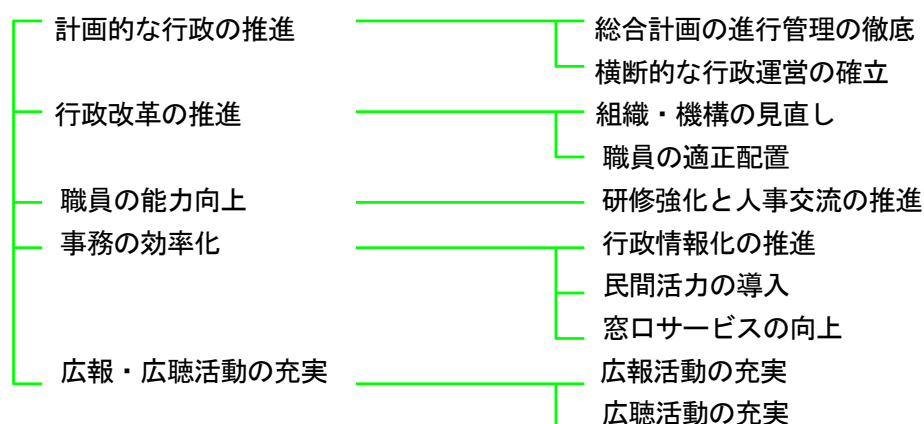 計画的な行政の推進
総合計画の進行管理の徹底
横断的な行政運営の確立
行政改革の推進
組織・機構の見直し
職員の適正配置
職員の能力向上
研修強化と人事交流の推進
事務の効率化
行政情報化の推進
民間活力の導入
窓口サービスの向上
広報・広聴活動の充実
広報活動の充実
広聴活動の充実